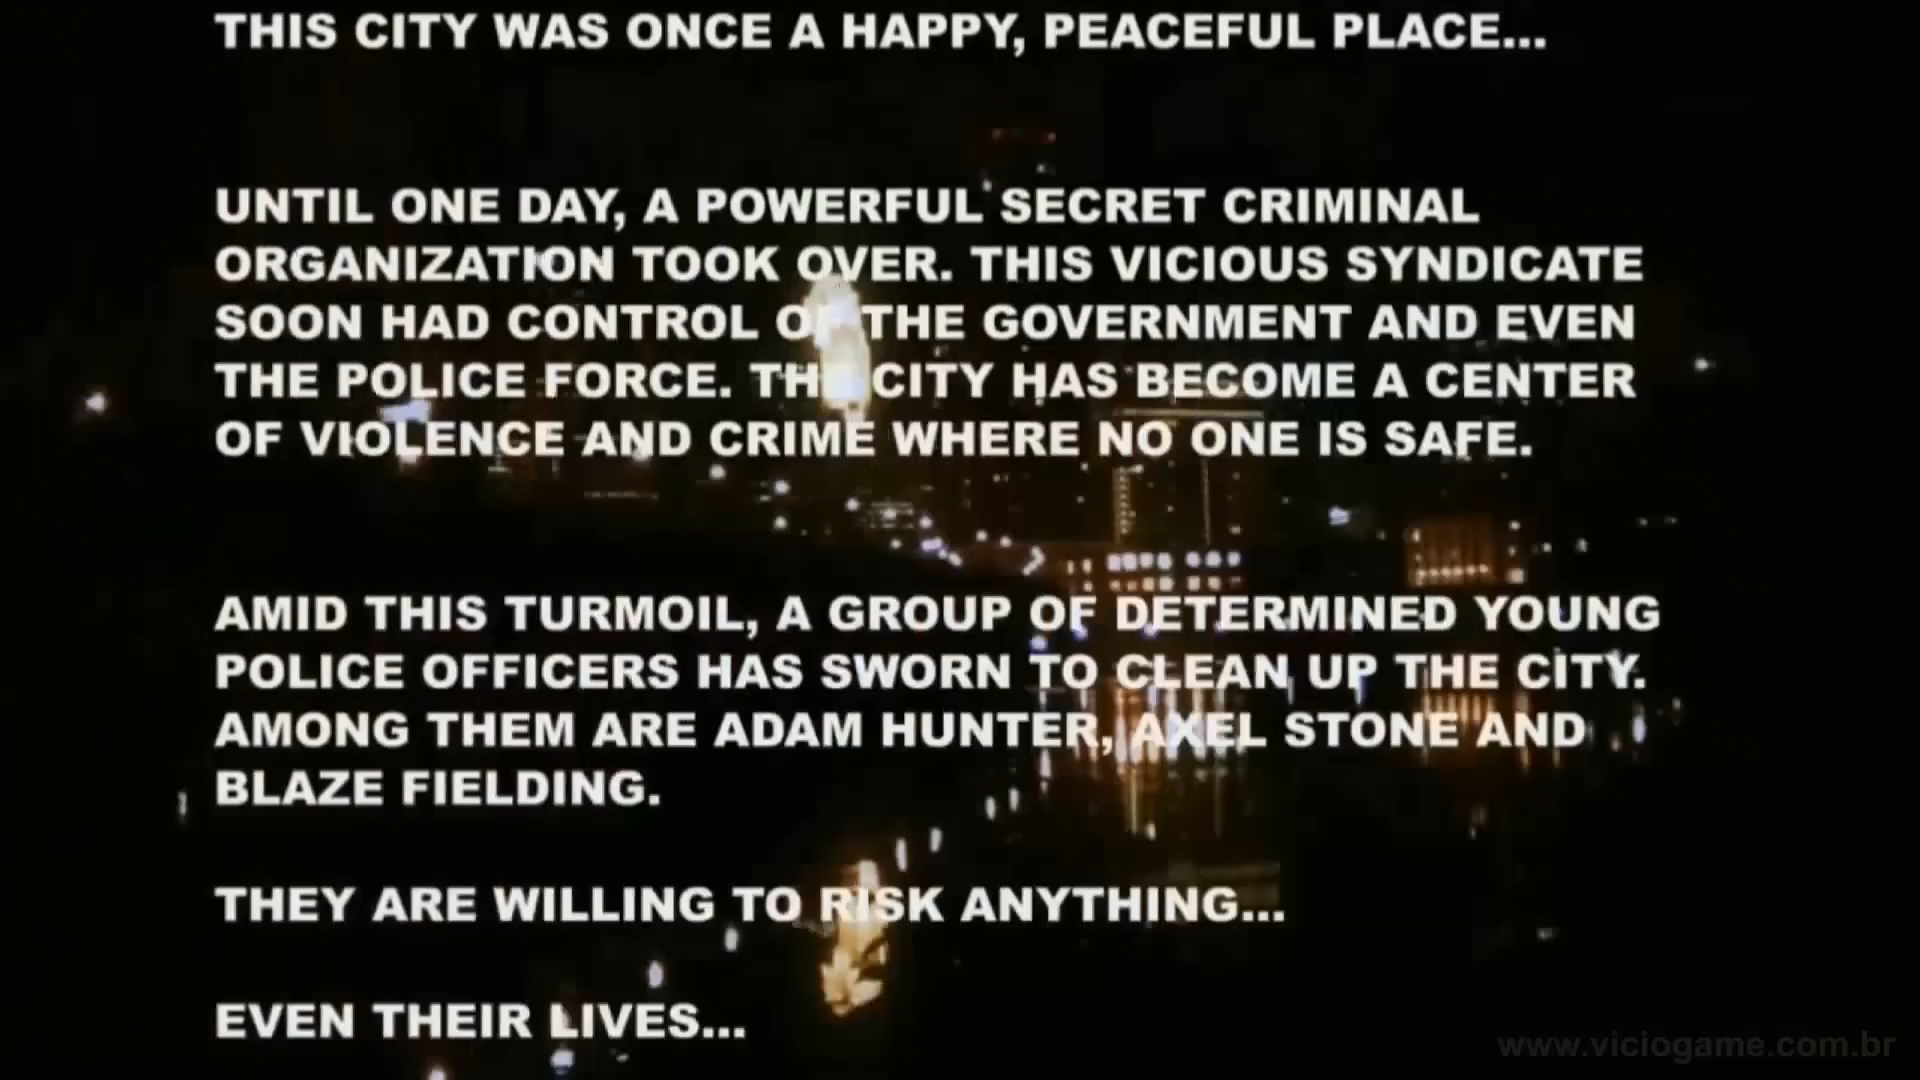 THIS CITY WAS ONCE A HAPPY, PEACEFUL PLACE...
UNTIL ONE DAY, A POWERFUL SECRET CRIMINAL
ORGANIZATION TOOK OVER. THIS VICIOUS SYNDICATE
SOON HAD CONTROL OF THE GOVERNMENT AND EVEN
THE POLICE FORCE. THE CITY HAS BECOME A CENTER
OF VIOLENCE AND CRIME WHERE NO ONE IS SAFE.
AMID THIS TURMOIL, A GROUP OF DETERMINED YOUNG
POLICE OFFICERS HAS SWORN TO CLEAN UP THE CITY.
AMONG THEM ARE ADAM HUNTER, AXEL STONE AND
BLAZE FIELDING.
THEY ARE WILLING TO RISK ANYTHING...
EVEN THEIR LIVES...
www.viciogame.com.br